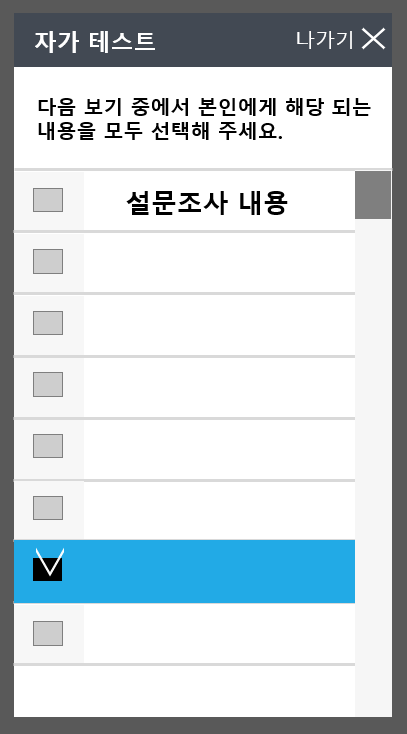 자가 테스트 나가기
다음 보기 중에서 본인에게 해당 되는
내용을 모두 선택해 주세요.
설문조사 내용